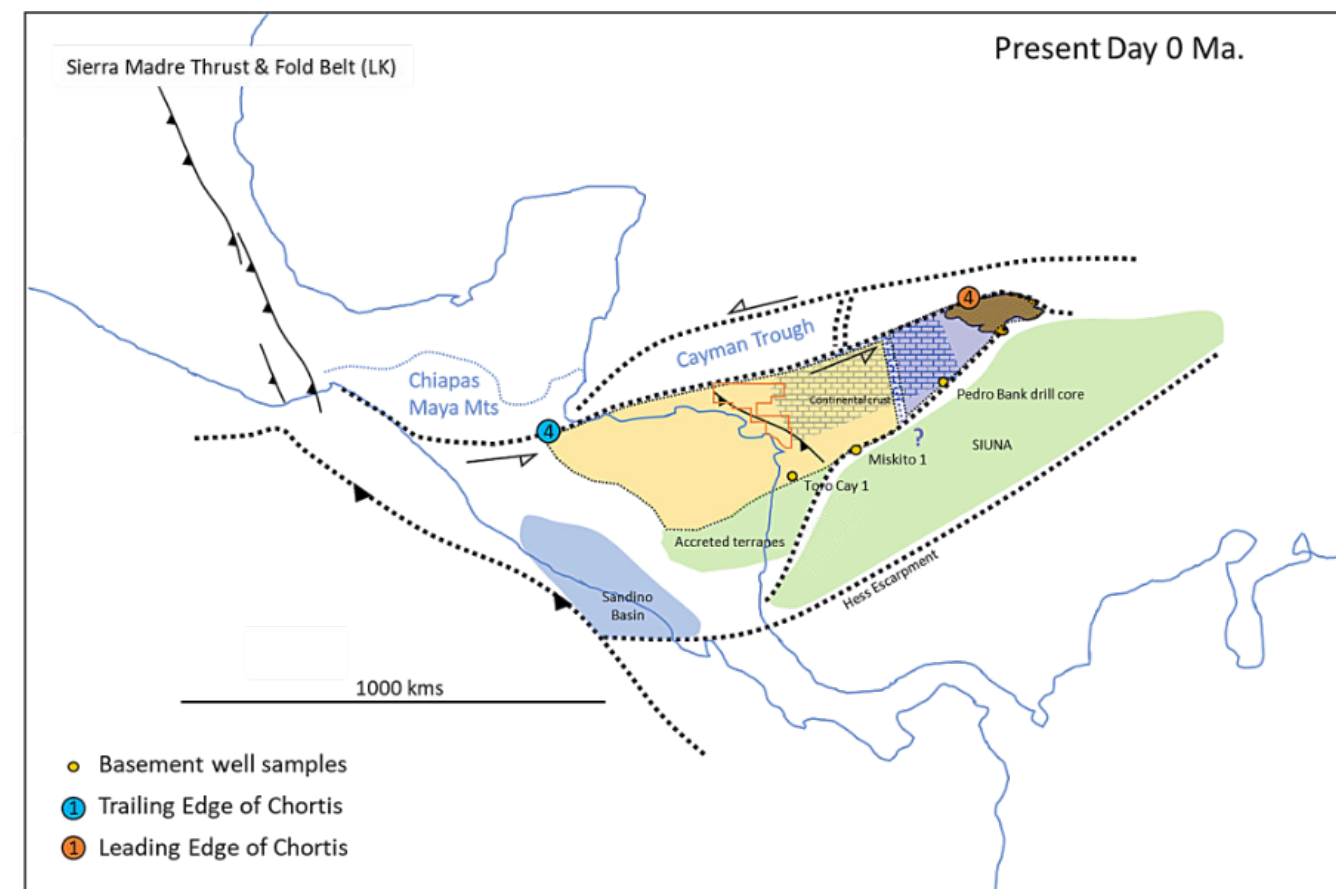 Present Day 0 Ma.
Sierra Madre Thrust & Fold Belt (LK)
4
Cayman Trough
Chiapas
Maya Mts
Continental crust
Pedro Bank drill core
4
?
SIUNA
Miskito 1
Toro Cay 1
Accreted terranes
Hess Escarpment
Sandino
Basin
1000 kms
Basement well samples
1 Trailing Edge of Chortis
1 Leading Edge of Chortis